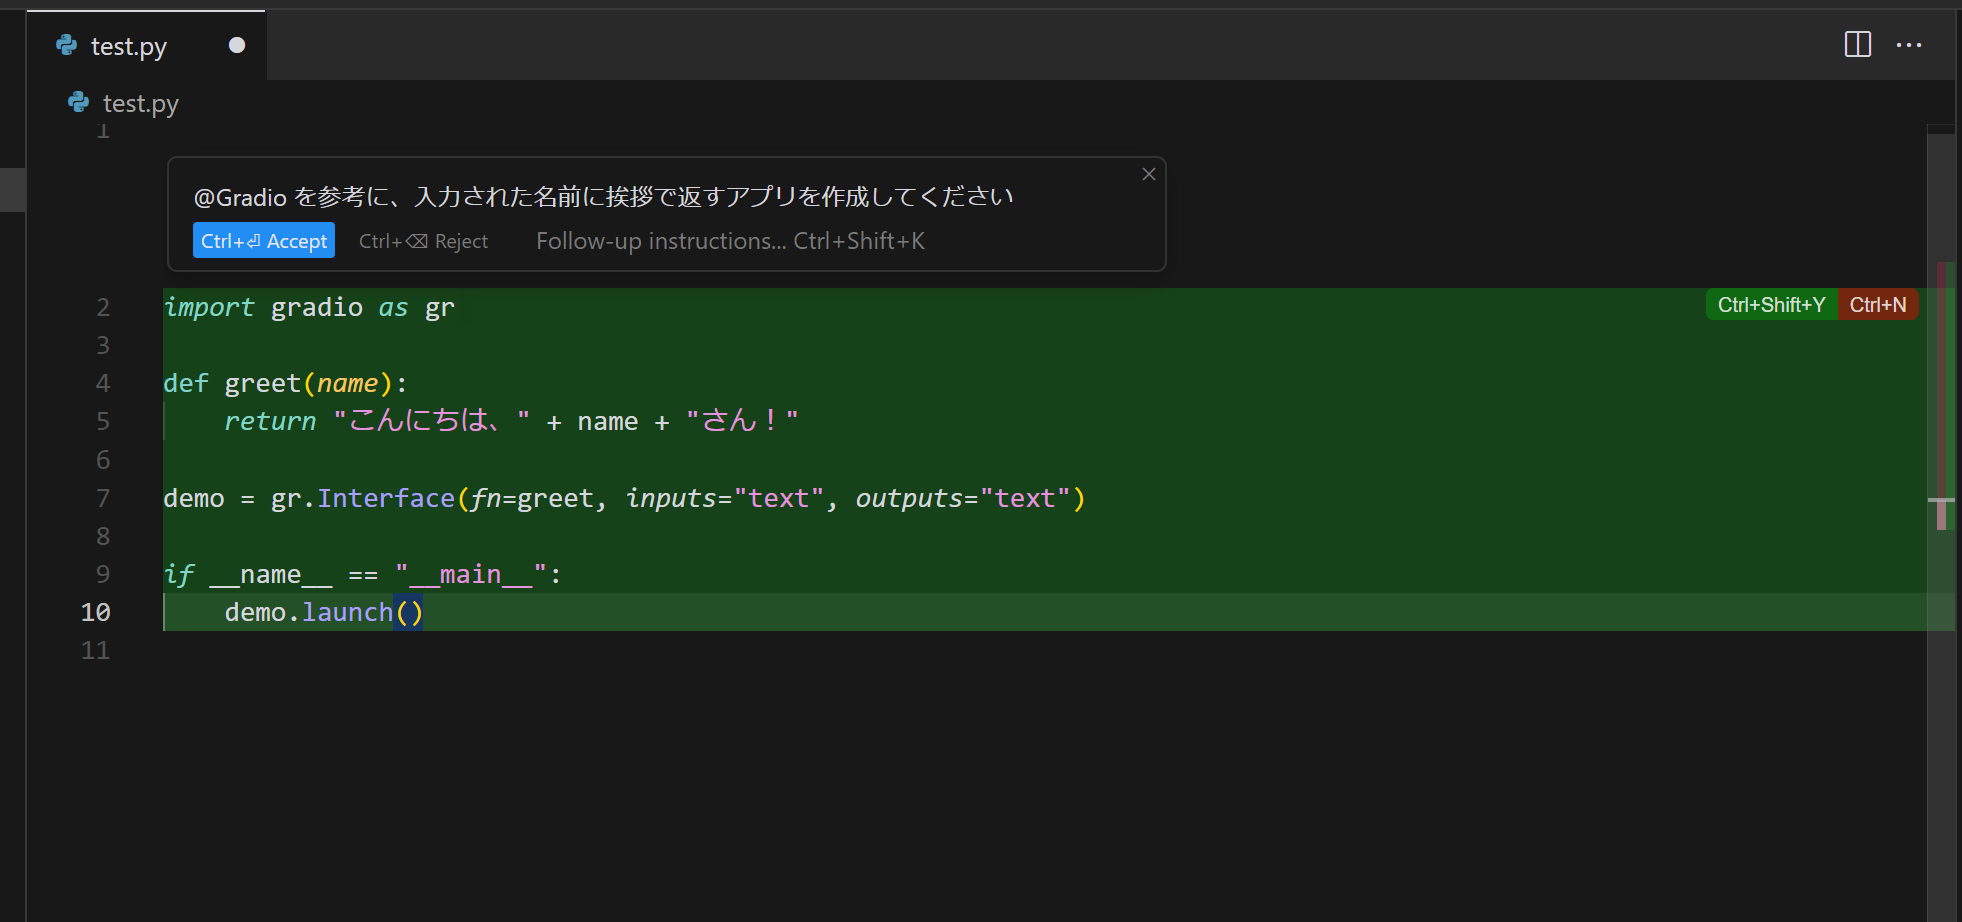 test.py
test.py
1
@Gradio を参考に、入力された名前に挨拶で返すアプリを作成してください
Ctrl+⏎ Accept Ctrl+⌫ Reject Follow-up instructions... Ctrl+Shift+K
2 import gradio as gr Ctrl+Shift+Y Ctrl+N
3
4 def greet(name):
5     return "こんにちは、" + name + "さん！"
6
7 demo = gr.Interface(fn=greet, inputs="text", outputs="text")
8
9 if __name__ == "__main__":
10     demo.launch()
11